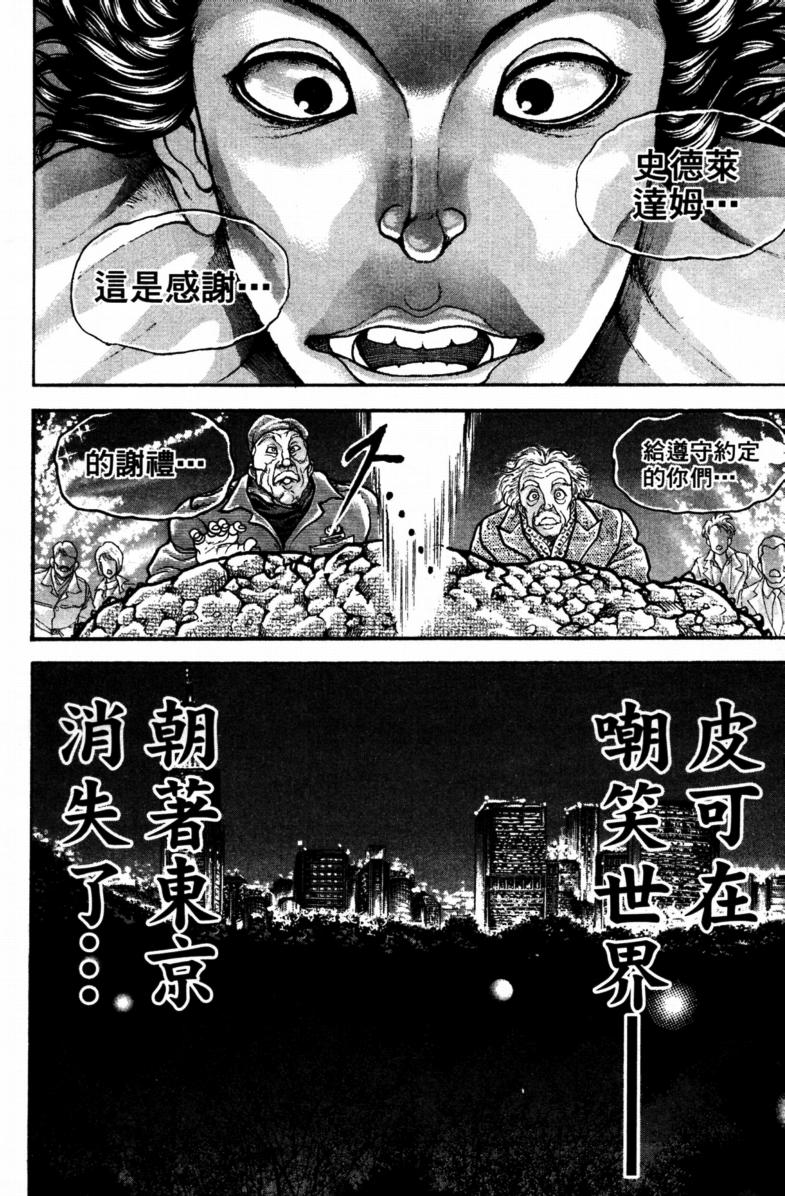 史德萊
達姆…
這是感謝…
給遵守約定
的你們…
的謝禮…
皮可在
嘲笑世界——
朝著東京
消失了…